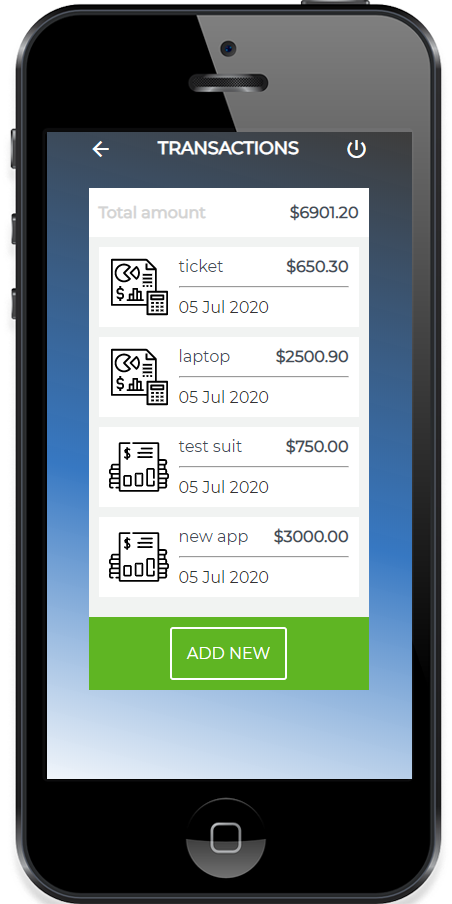 TRANSACTIONS
Total amount $6901.20
ticket $650.30
05 Jul 2020
laptop $2500.90
05 Jul 2020
test suit $750.00
05 Jul 2020
new app $3000.00
05 Jul 2020
ADD NEW